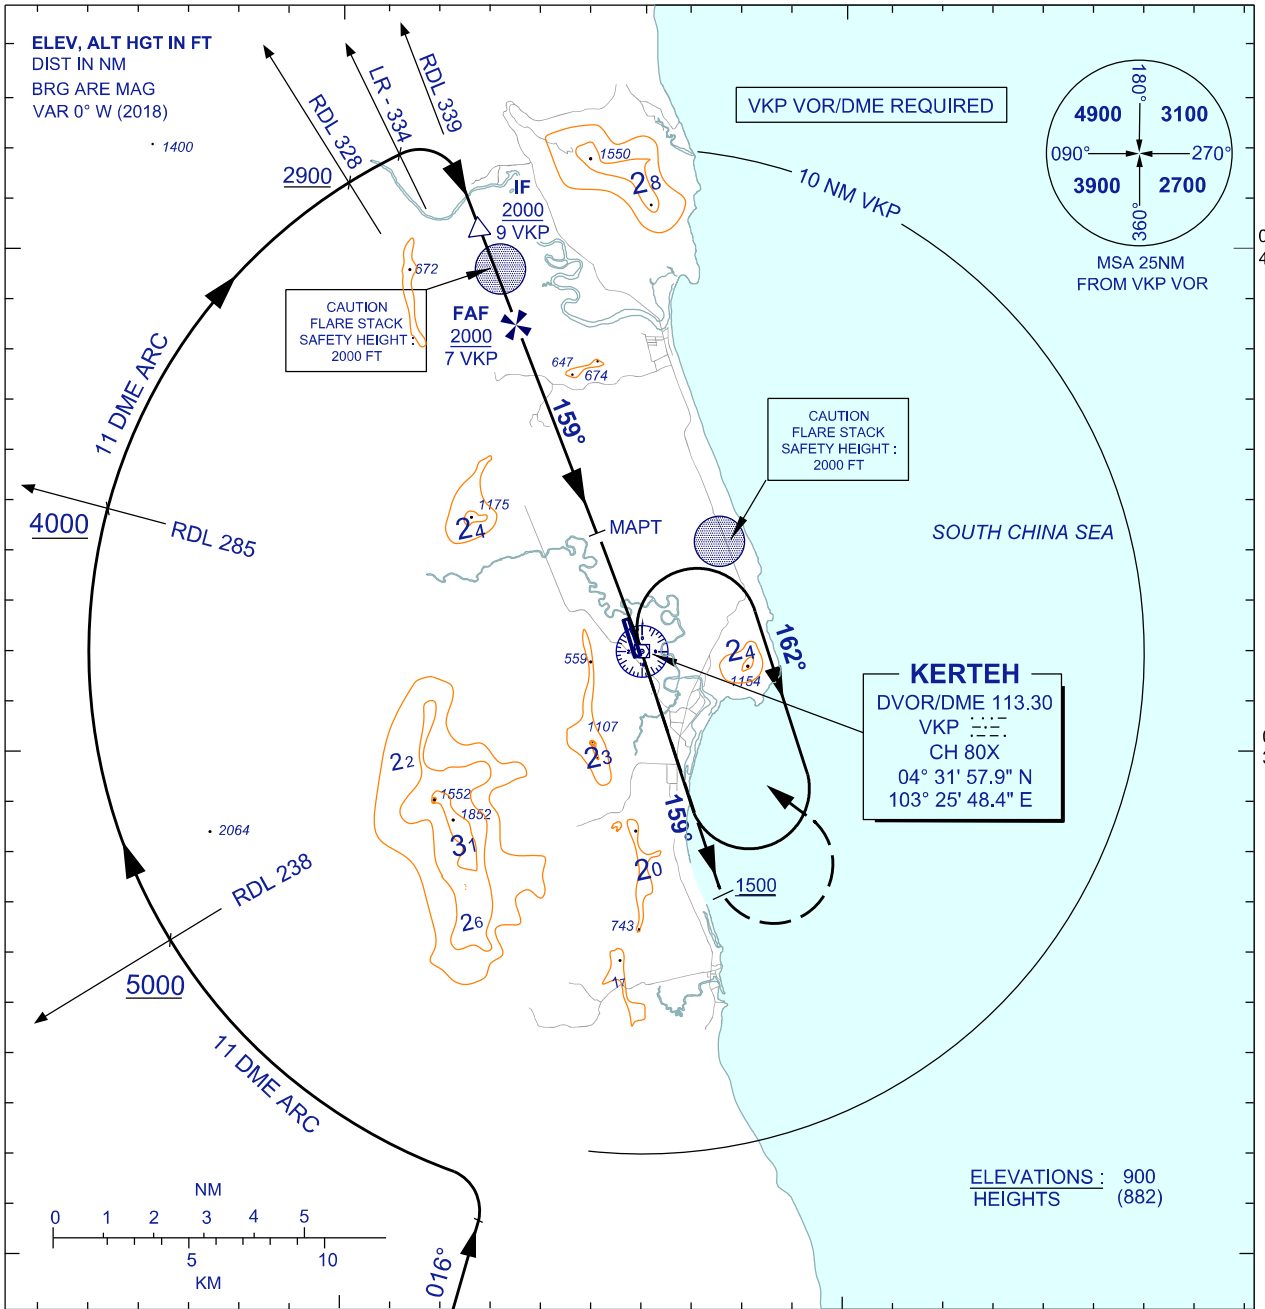 ELEV, ALT HGT IN FT
DIST IN NM
BRG ARE MAG
VAR 0° W (2018)
1400
RDL 328
LR - 334
RDL 339
2900
VKP VOR/DME REQUIRED
180°
4900
3100
090°
270°
3900
2700
360°
MSA 25NM
FROM VKP VOR
1550
28
10 NM VKP
IF
2000
9 VKP
672
CAUTION
FLARE STACK
SAFETY HEIGHT :
2000 FT
FAF
2000
7 VKP
647
674
11 DME ARC
159°
CAUTION
FLARE STACK
SAFETY HEIGHT :
2000 FT
1175
24
4000
RDL 285
MAPT
SOUTH CHINA SEA
162°
559
24
1154
KERTEH
DVOR/DME 113.30
VKP
CH 80X
04° 31' 57.9" N
103° 25' 48.4" E
1107
23
22
1552
1852
31
2064
159°
20
RDL 238
1500
26
743
5000
17
11 DME ARC
ELEVATIONS : 900
HEIGHTS (882)
NM
0 1 2 3 4 5
5 10
KM
016°